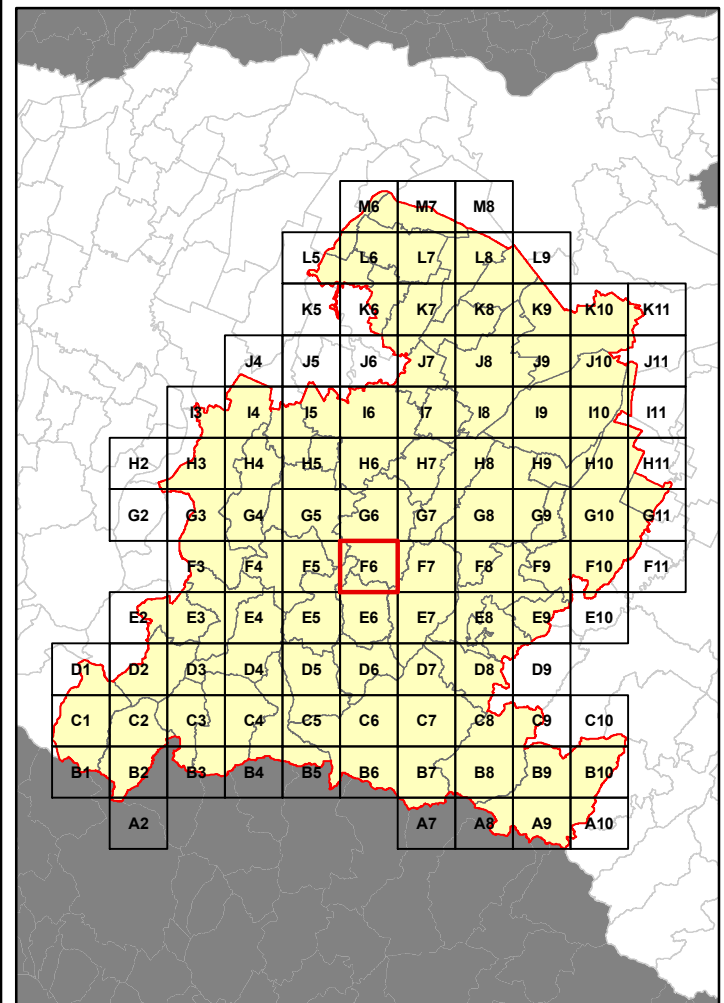 M6 M7 M8
L5 L6 L7 L8 L9
K5 K6 K7 K8 K9 K10 K11
J4 J5 J6 J7 J8 J9 J10 J11
I3 I4 I5 I6 I7 I8 I9 I10 I11
H2 H3 H4 H5 H6 H7 H8 H9 H10 H11
G2 G3 G4 G5 G6 G7 G8 G9 G10 G11
F3 F4 F5 F6 F7 F8 F9 F10 F11
E2 E3 E4 E5 E6 E7 E8 E9 E10
D1 D2 D3 D4 D5 D6 D7 D8 D9
C1 C2 C3 C4 C5 C6 C7 C8 C9 C10
B1 B2 B3 B4 B5 B6 B7 B8 B9 B10
A2 A7 A8 A9 A10